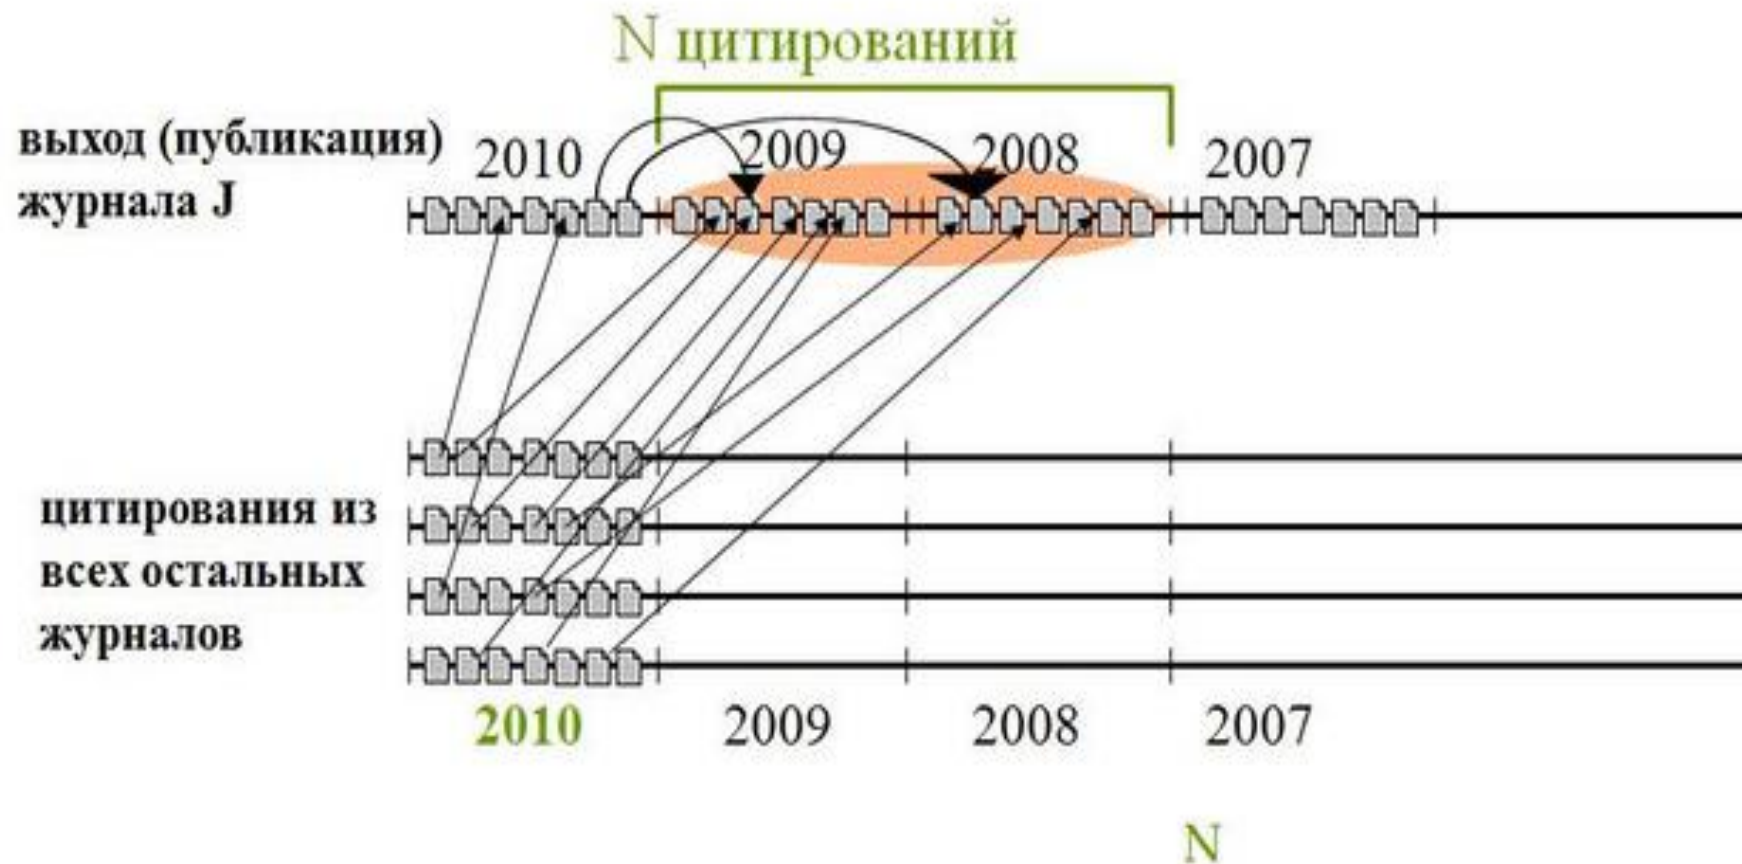 N цитирований
выход (публикация)
журнала J
2010 2009 2008 2007
цитирования из
всех остальных
журналов
2010 2009 2008 2007
N